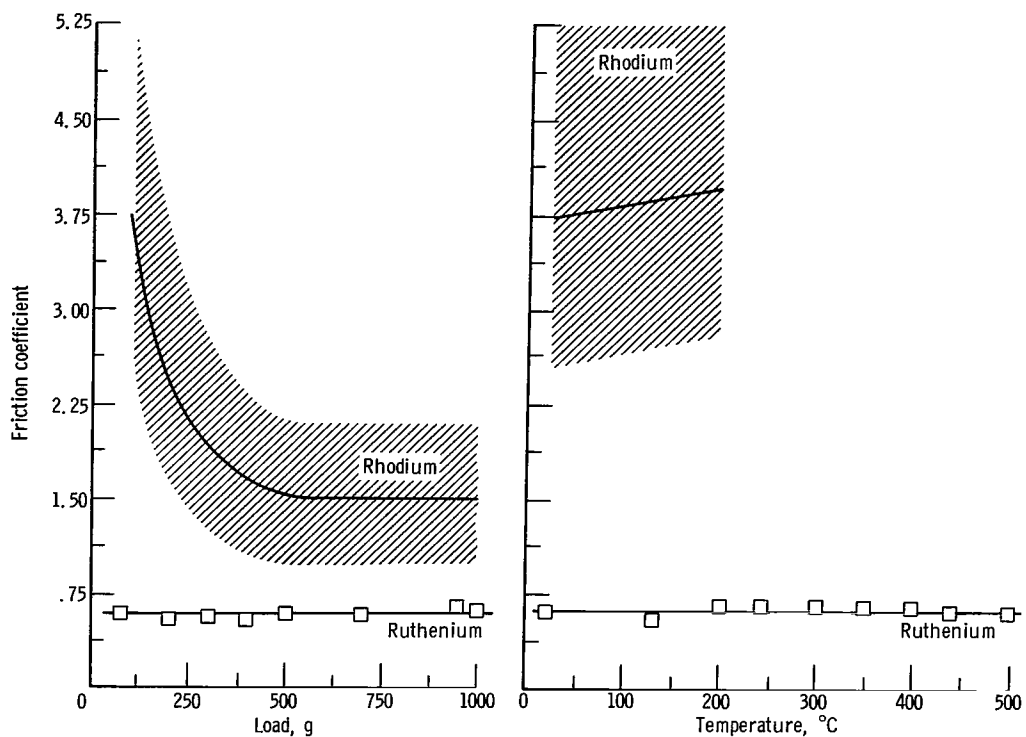 Friction coefficient
5.25
4.50
3.75
3.00
2.25
1.50
.75
0
Rhodium
Ruthenium
250
500
750
1000
Load, g
Rhodium
Ruthenium
0
100
200
300
400
500
Temperature, °C